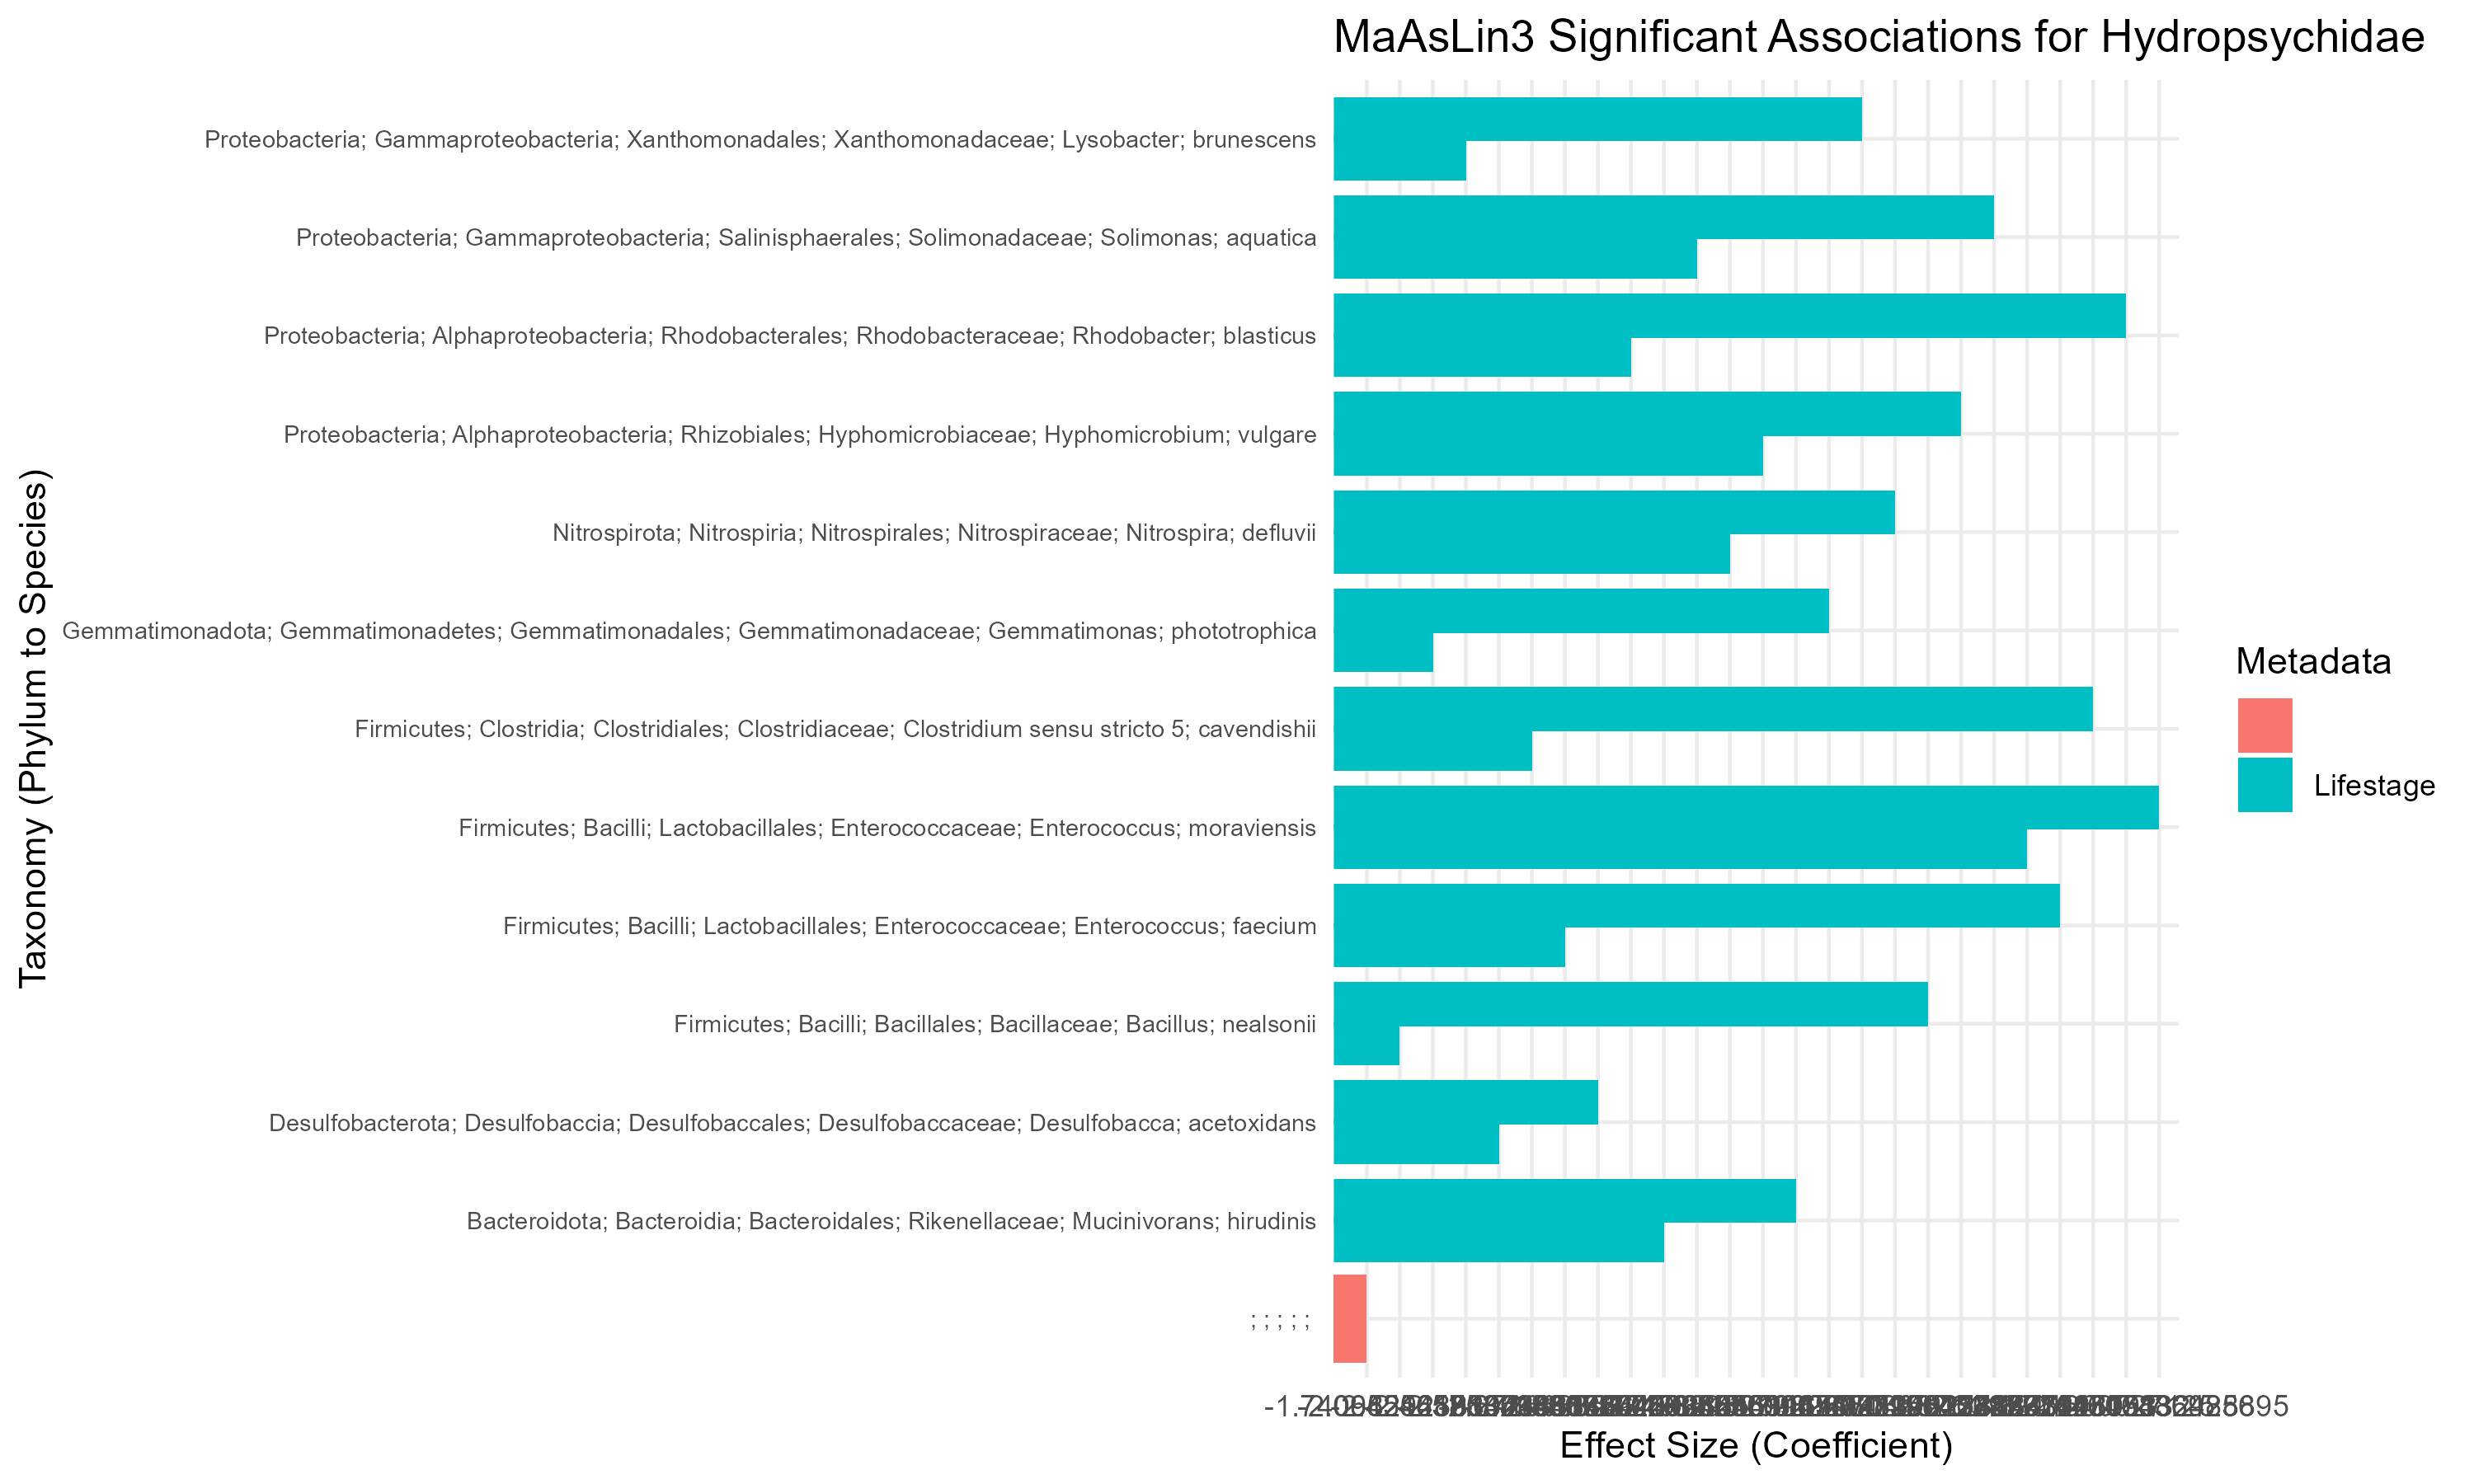 MaAsLin3 Significant Associations for Hydropsychidae
Proteobacteria; Gammaproteobacteria; Xanthomonadales; Xanthomonadaceae; Lysobacter; brunescens
Proteobacteria; Gammaproteobacteria; Salinisphaerales; Solimonadaceae; Solimonas; aquatica
Proteobacteria; Alphaproteobacteria; Rhodobacterales; Rhodobacteraceae; Rhodobacter; blasticus
Proteobacteria; Alphaproteobacteria; Rhizobiales; Hyphomicrobiaceae; Hyphomicrobium; vulgare
Nitrospirota; Nitrospiria; Nitrospirales; Nitrospiraceae; Nitrospira; defluvii
Gemmatimonadota; Gemmatimonadetes; Gemmatimonadales; Gemmatimonadaceae; Gemmatimonas; phototrophica
Firmicutes; Clostridia; Clostridiales; Clostridiaceae; Clostridium sensu stricto 5; cavendishii
Firmicutes; Bacilli; Lactobacillales; Enterococcaceae; Enterococcus; moraviensis
Firmicutes; Bacilli; Lactobacillales; Enterococcaceae; Enterococcus; faecium
Firmicutes; Bacilli; Bacillales; Bacillaceae; Bacillus; nealsonii
Desulfobacterota; Desulfobaccia; Desulfobaccales; Desulfobaccaceae; Desulfobacca; acetoxidans
Bacteroidota; Bacteroidia; Bacteroidales; Rikenellaceae; Mucinivorans; hirudinis
; ; ; ; ;
Taxonomy (Phylum to Species)
Effect Size (Coefficient)
Metadata
Lifestage